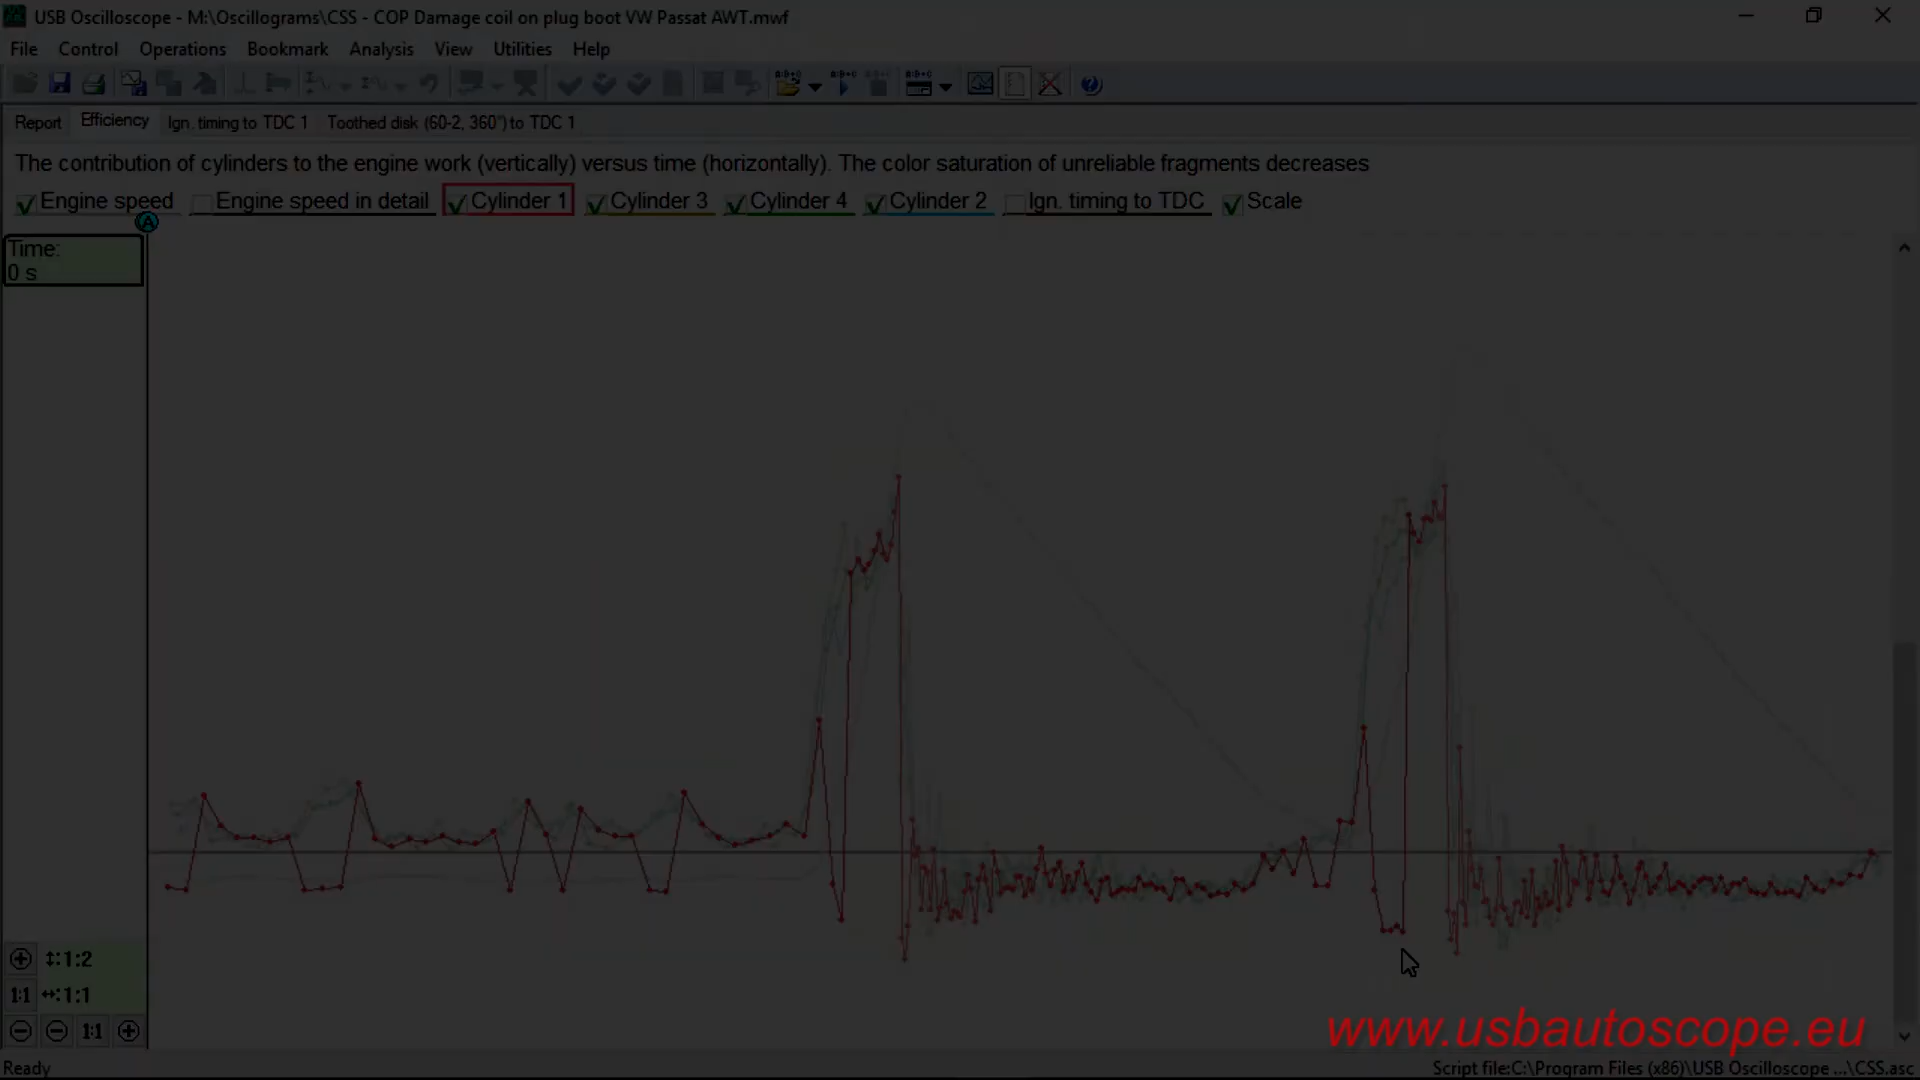 USB Oscilloscope - M:\Oscillograms\CSS - COP Damage coil on plug boot VW Passat AWT.mwf
File Control Operations Bookmark Analysis View Utilities Help
Report Efficiency Ign. timing to TDC 1 Toothed disk (60-2, 360°) to TDC 1
The contribution of cylinders to the engine work (vertically) versus time (horizontally). The color saturation of unreliable fragments decreases
Engine speed Engine speed in detail Cylinder 1 Cylinder 3 Cylinder 4 Cylinder 2 Ign. timing to TDC Scale
A
Time:
0 s
↕:1:2
1:1 ↔:1:1
1:1
www.usbautoscope.eu
Ready Script file:C:\Program Files (x86)\USB Oscilloscope ...\CSS.asc